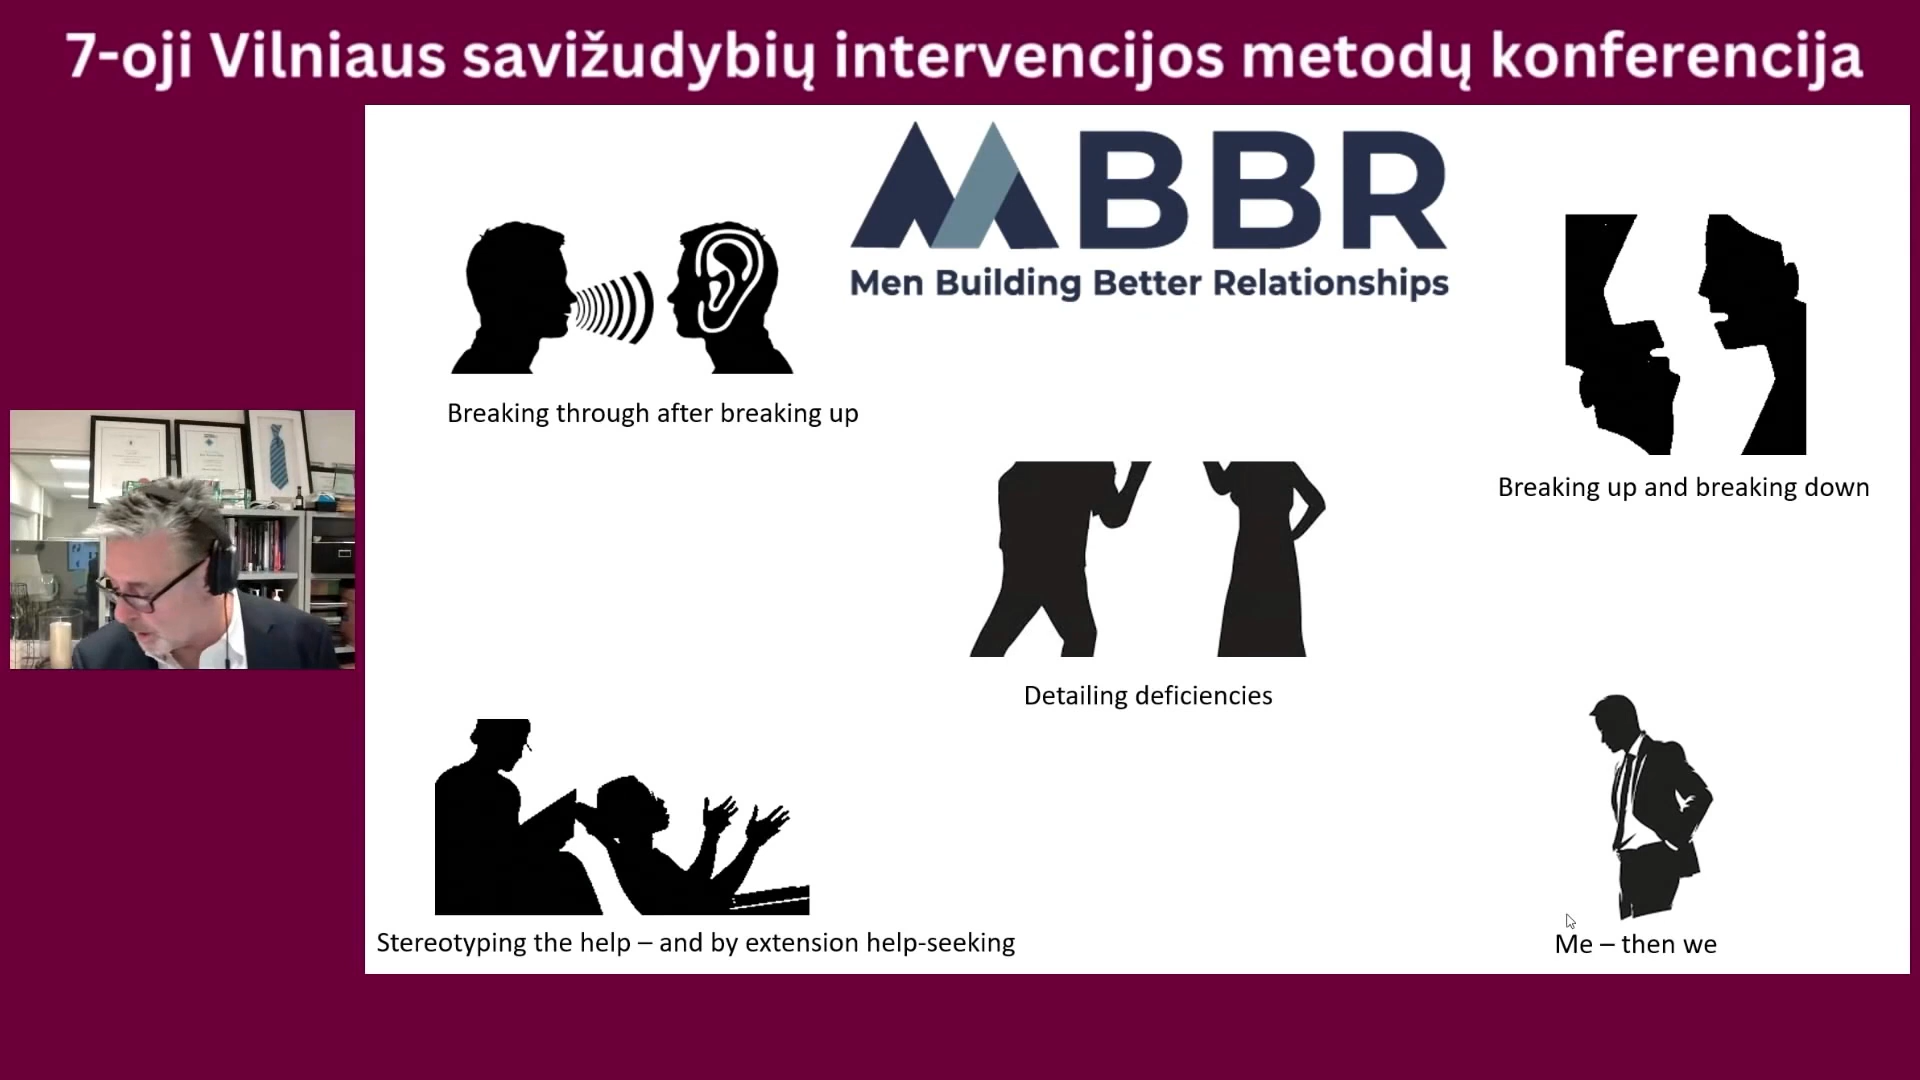 7-oji Vilniaus savižudybių intervencijos metodų konferencija
MBBR
Men Building Better Relationships
Breaking through after breaking up
Breaking up and breaking down
Detailing deficiencies
Stereotyping the help – and by extension help-seeking
Me – then we